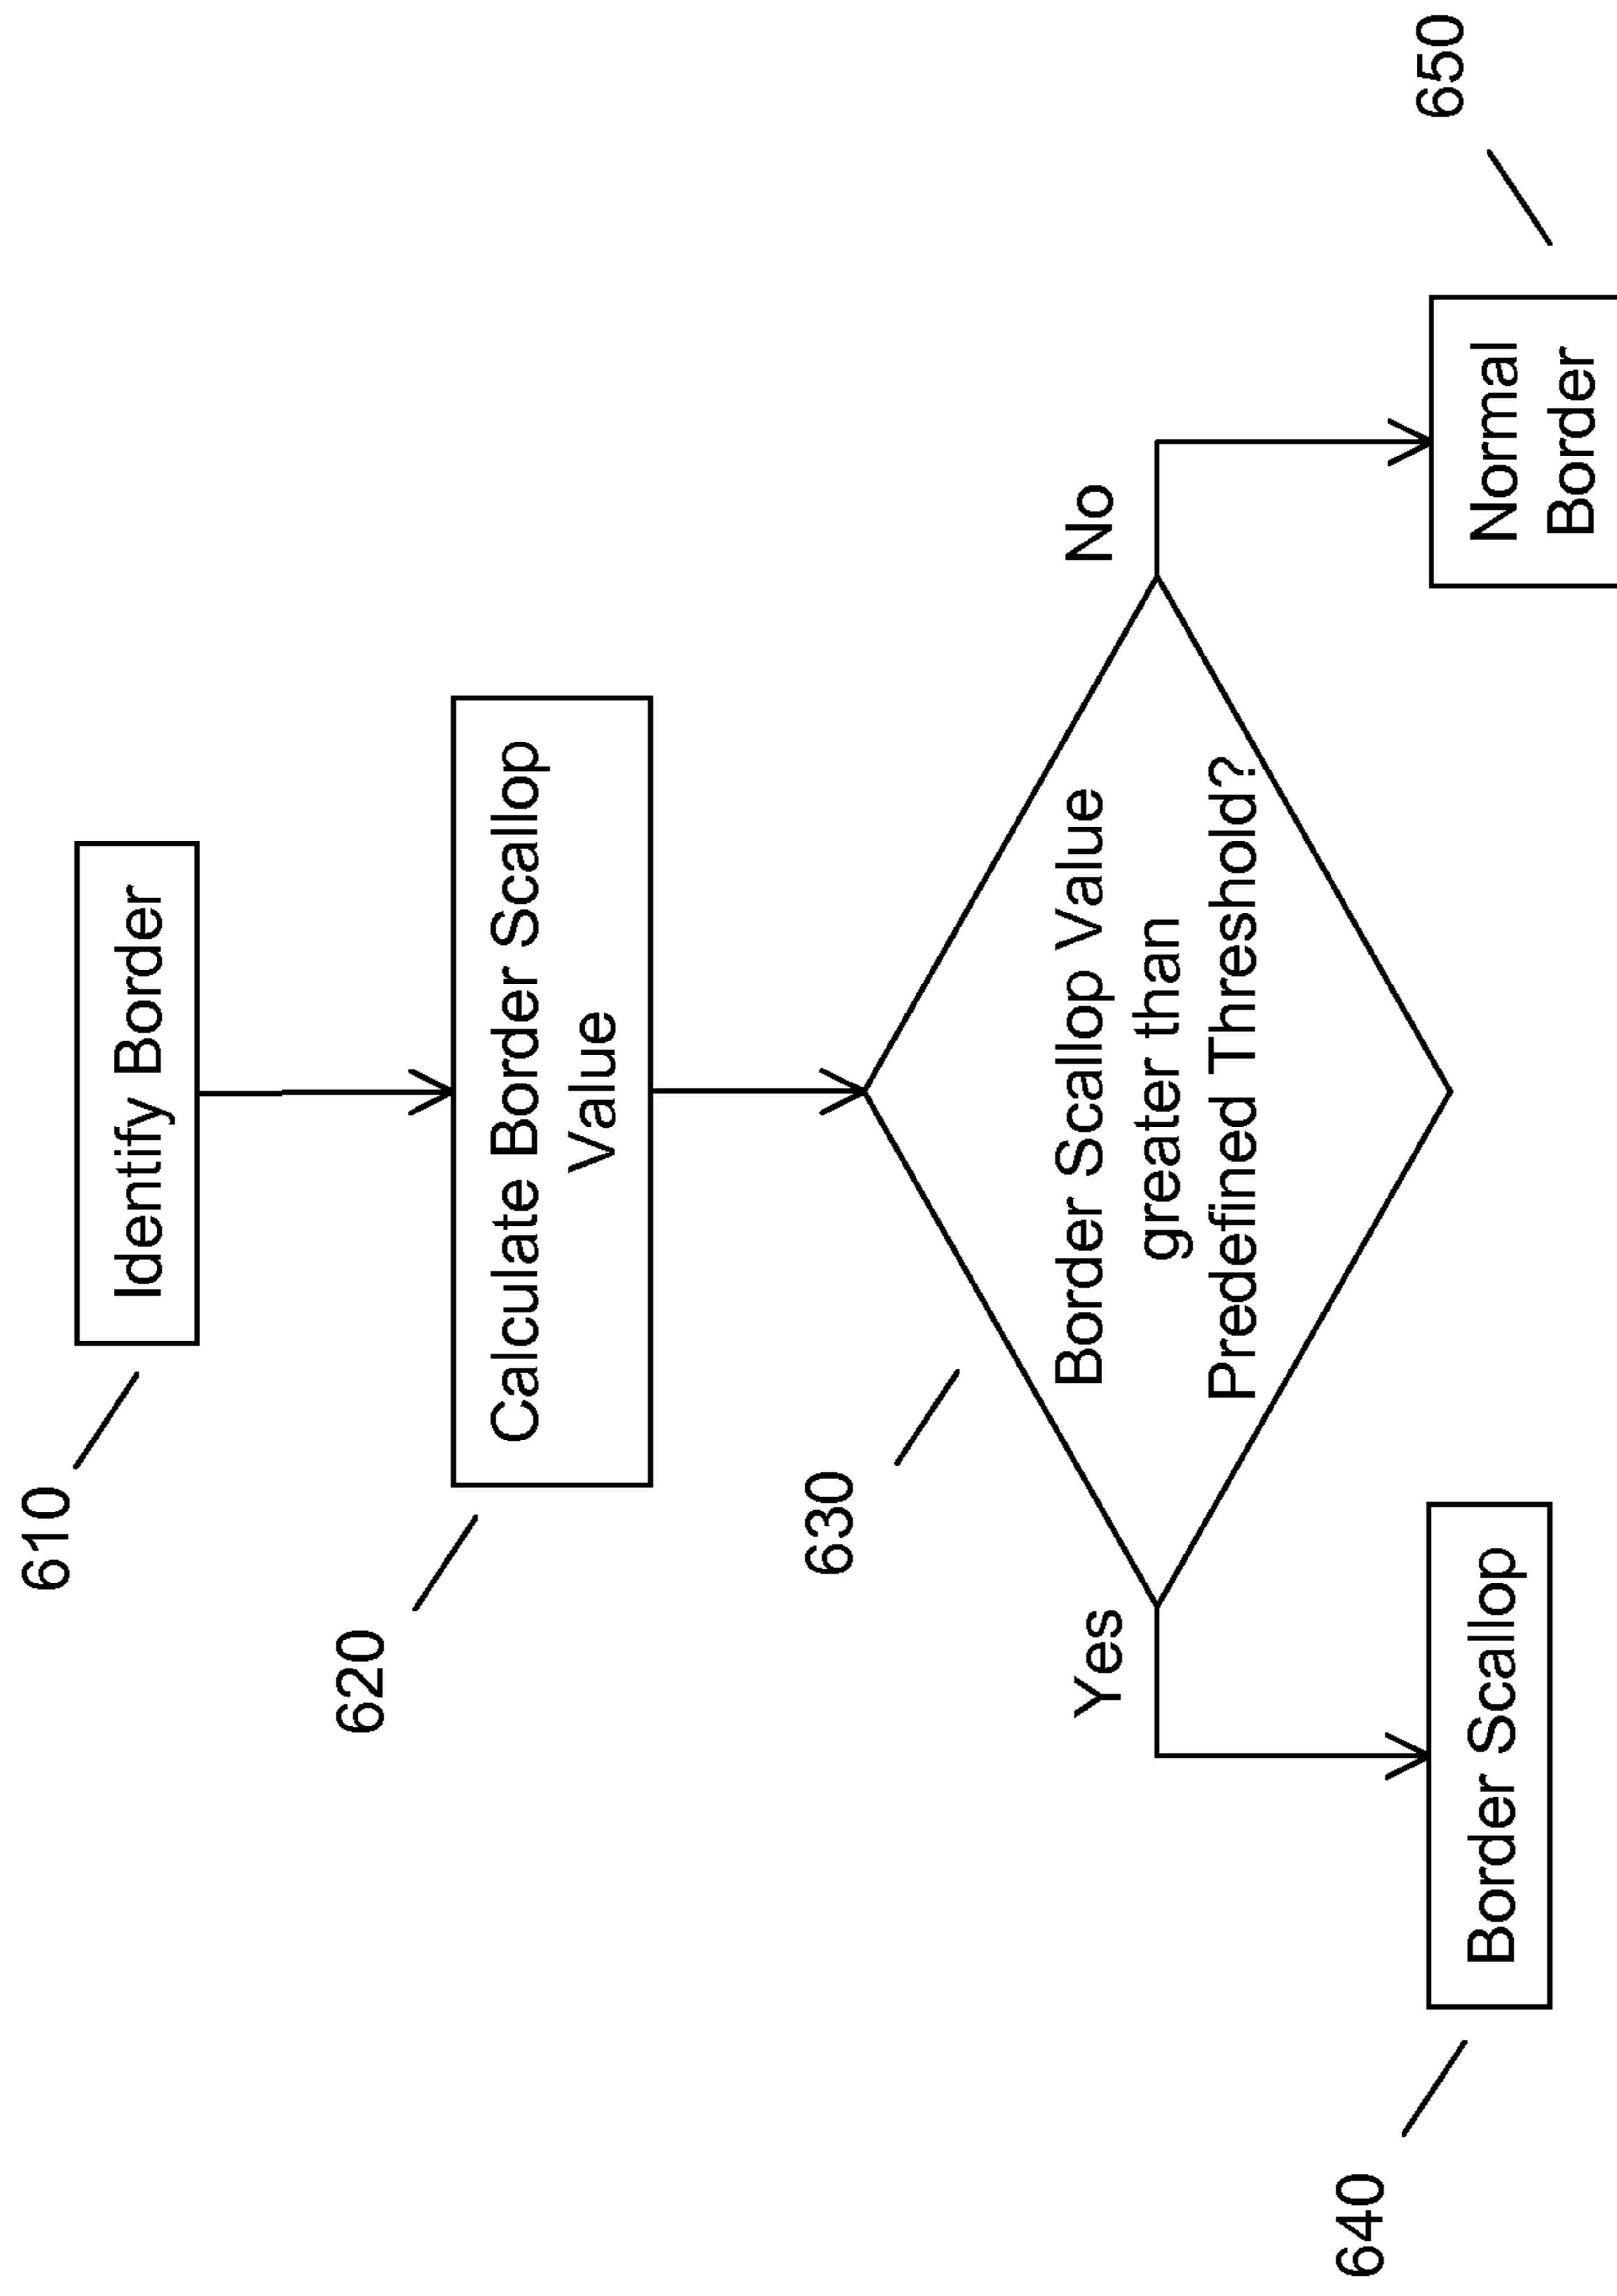 610
Identify Border
620
Calculate Border Scallop
Value
630
Border Scallop Value
greater than
Predefined Threshold?
Yes
No
640
Border Scallop
650
Normal
Border